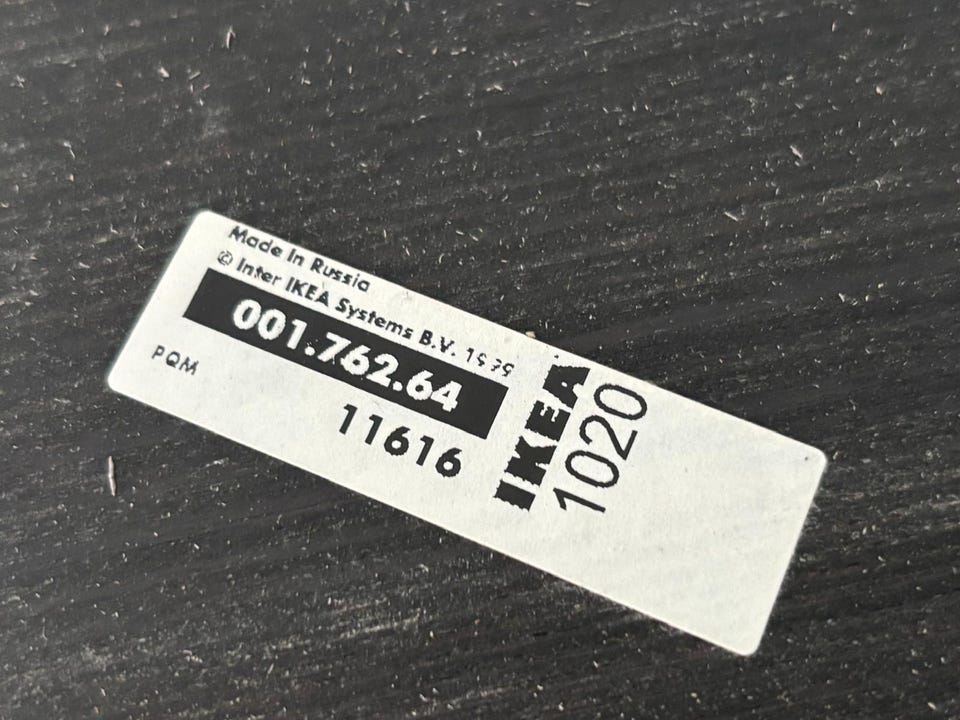 Made In Russia
© Inter IKEA Systems B.V. 1999
001.762.64
PQM
11616
IKEA
1020